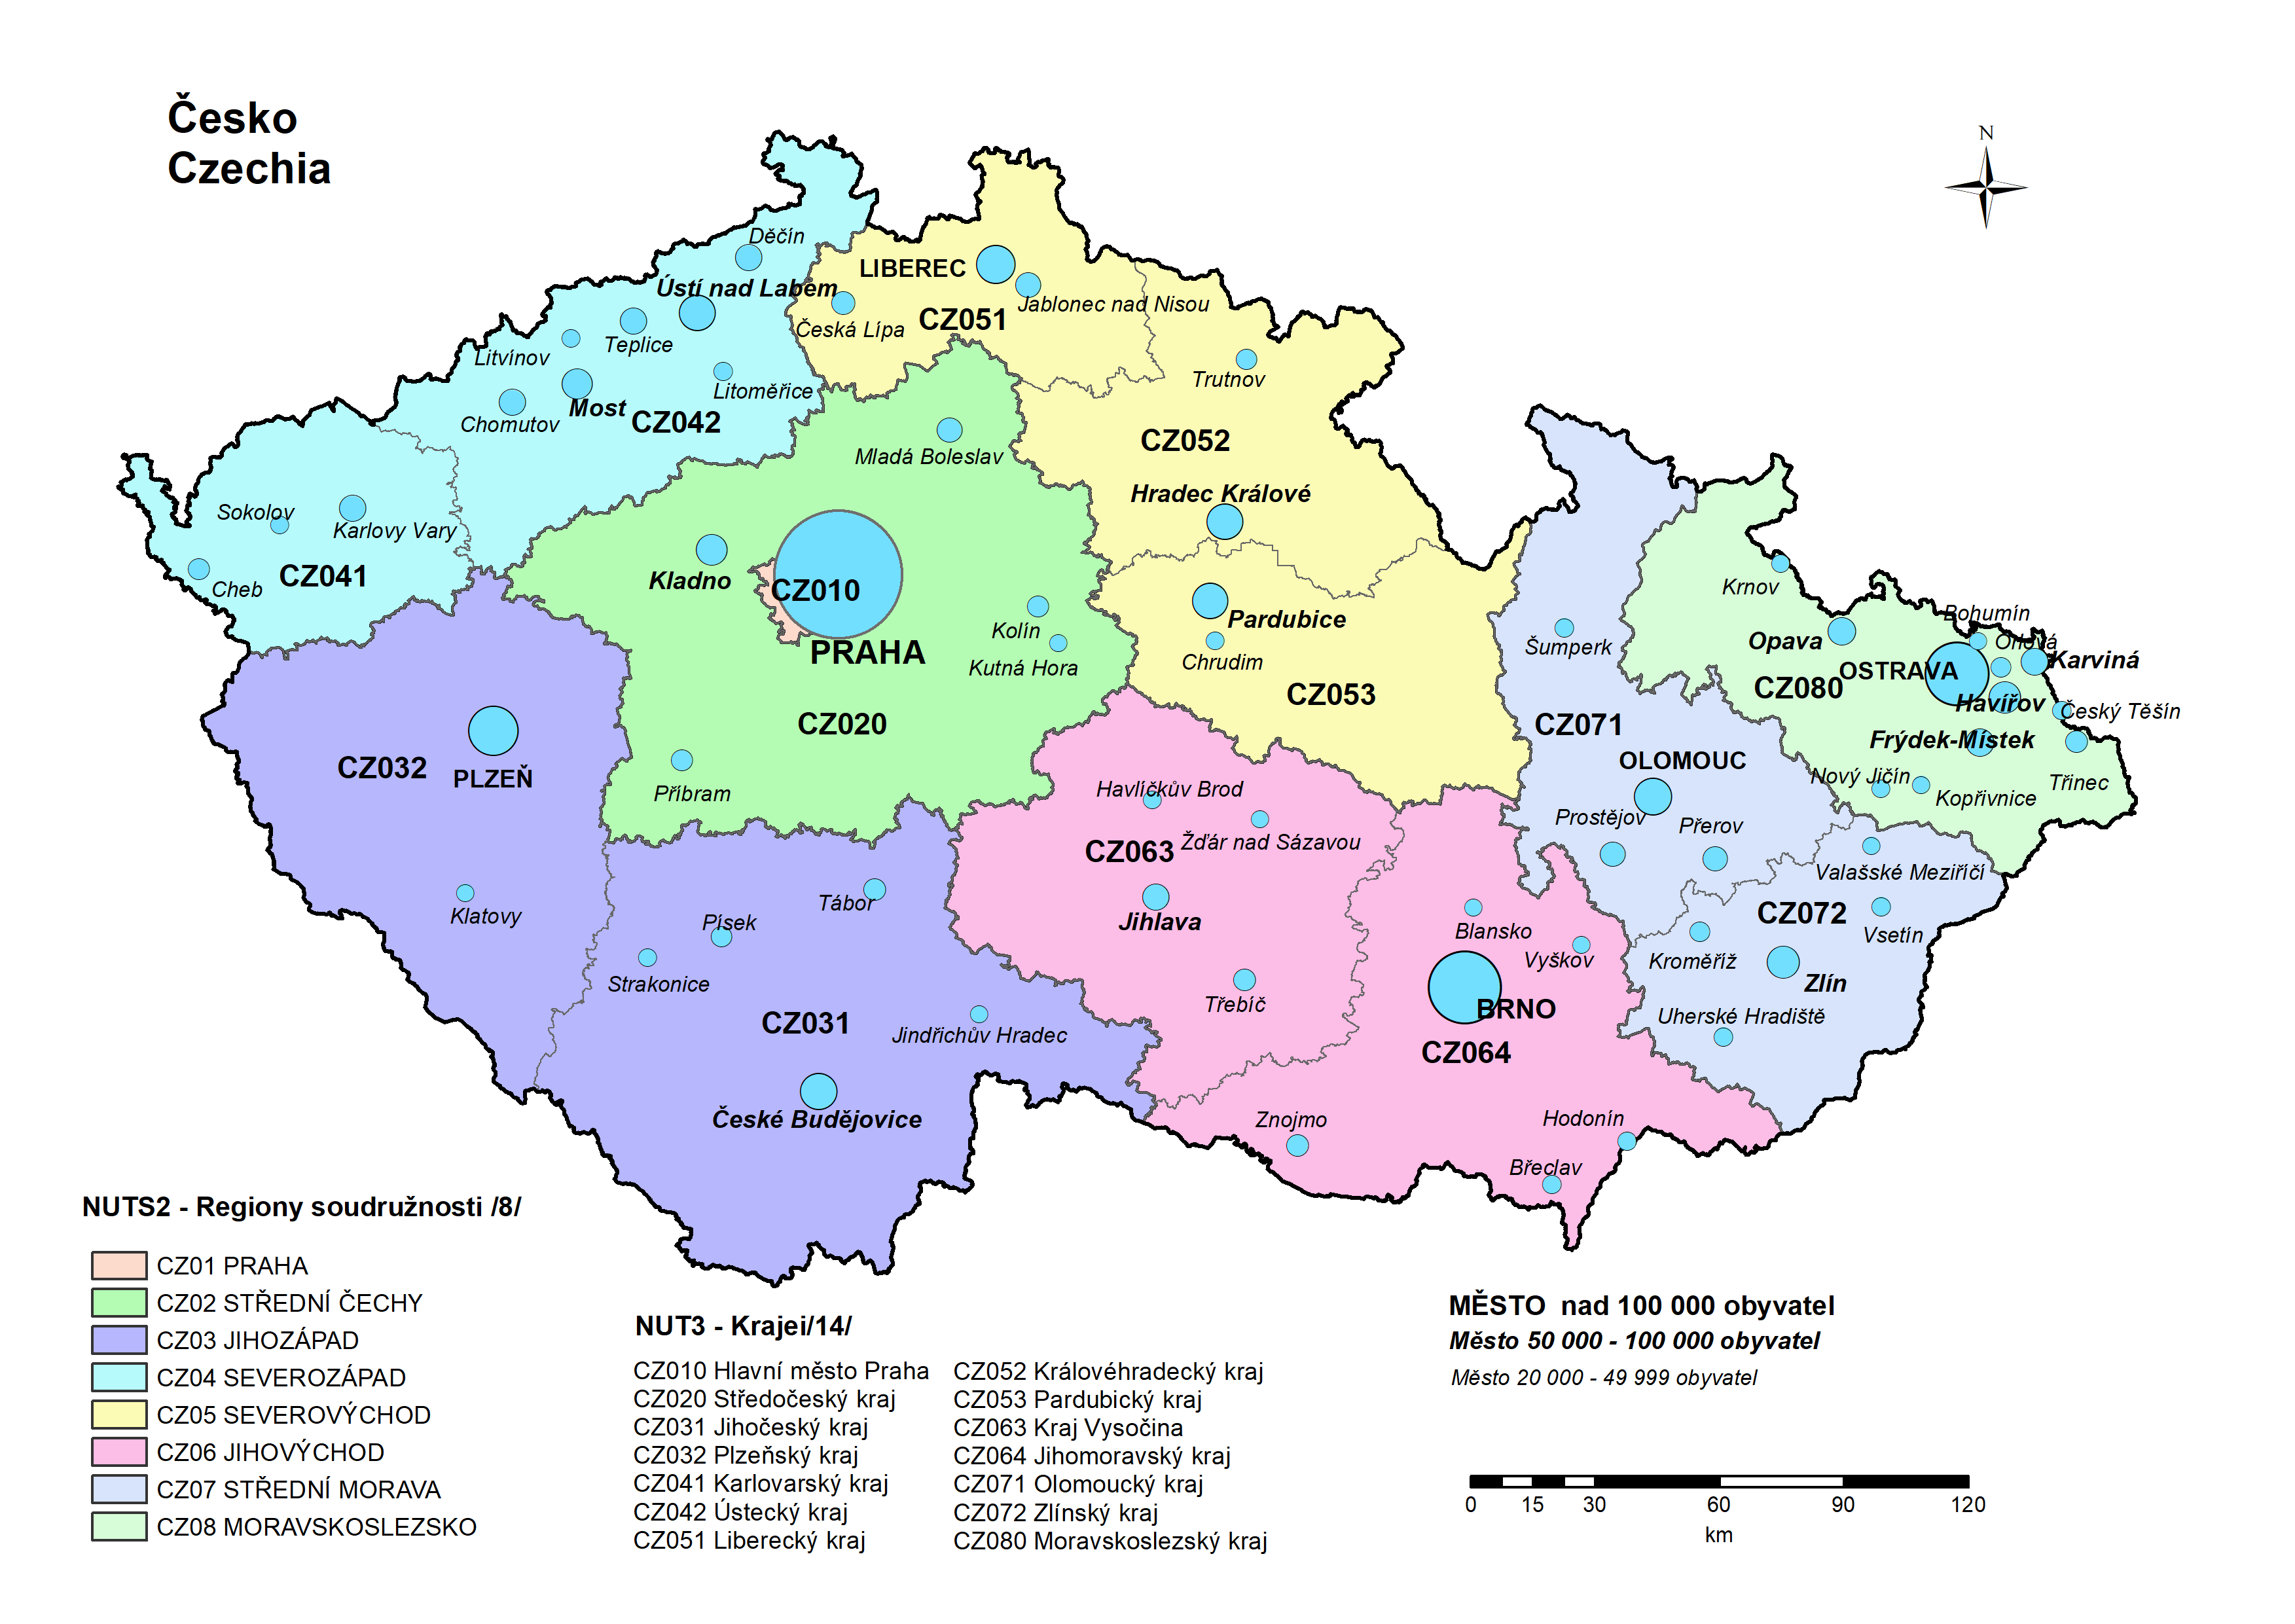 Česko
Czechia
N
Děčín
Ústí nad Labem
LIBEREC
Jablonec nad Nisou
CZ051
Česká Lípa
Teplice
Litvínov
Trutnov
Litoměřice
Most
CZ042
Chomutov
CZ052
Mladá Boleslav
Hradec Králové
Sokolov
Karlovy Vary
CZ041
Cheb
Kladno
CZ010
Krnov
Bohumín
Pardubice
Kolín
Opava
Orlová
Šumperk
PRAHA
Chrudim
Karviná
Kutná Hora
OSTRAVA
CZ080
CZ053
Havířov
Český Těšín
CZ020
CZ071
Frýdek-Místek
OLOMOUC
CZ032
PLZEŇ
Nový Jičín
Třinec
Havlíčkův Brod
Příbram
Kopřivnice
Prostějov
Přerov
Žďár nad Sázavou
CZ063
Valašské Meziříčí
Tábor
CZ072
Klatovy
Písek
Jihlava
Blansko
Vsetín
Vyškov
Kroměříž
Strakonice
Zlín
Třebíč
BRNO
Uherské Hradiště
CZ031
Jindřichův Hradec
CZ064
České Budějovice
Znojmo
Hodonín
Břeclav
NUTS2 - Regiony soudružnosti /8/
CZ01 PRAHA
CZ02 STŘEDNÍ ČECHY
CZ03 JIHOZÁPAD
CZ04 SEVEROZÁPAD
CZ05 SEVEROVÝCHOD
CZ06 JIHOVÝCHOD
CZ07 STŘEDNÍ MORAVA
CZ08 MORAVSKOSLEZSKO
NUT3 - Krajei/14/
CZ010 Hlavní město Praha
CZ020 Středočeský kraj
CZ031 Jihočeský kraj
CZ032 Plzeňský kraj
CZ041 Karlovarský kraj
CZ042 Ústecký kraj
CZ051 Liberecký kraj
CZ052 Královéhradecký kraj
CZ053 Pardubický kraj
CZ063 Kraj Vysočina
CZ064 Jihomoravský kraj
CZ071 Olomoucký kraj
CZ072 Zlínský kraj
CZ080 Moravskoslezský kraj
MĚSTO nad 100 000 obyvatel
Město 50 000 - 100 000 obyvatel
Město 20 000 - 49 999 obyvatel
0 15 30 60 90 120
km